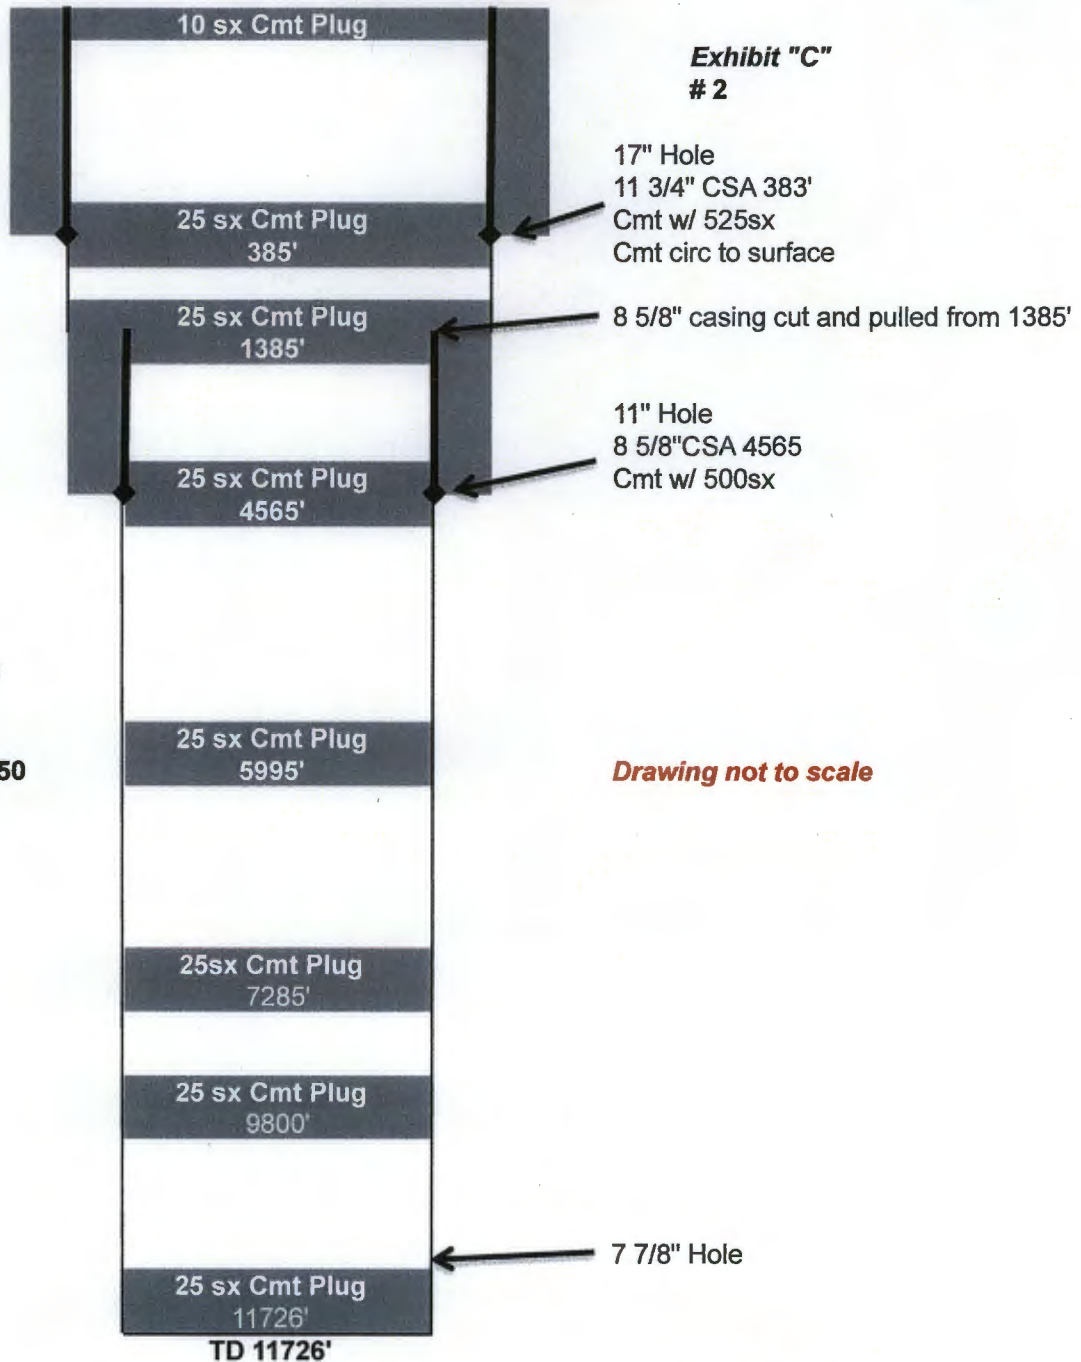 10 sx Cmt Plug
Exhibit "C"
# 2
17" Hole
11 3/4" CSA 383'
Cmt w/ 525sx
Cmt circ to surface
25 sx Cmt Plug
385'
25 sx Cmt Plug
1385'
8 5/8" casing cut and pulled from 1385'
11" Hole
8 5/8"CSA 4565
Cmt w/ 500sx
25 sx Cmt Plug
4565'
25 sx Cmt Plug
5995'
50
Drawing not to scale
25sx Cmt Plug
7285'
25 sx Cmt Plug
9800'
7 7/8" Hole
25 sx Cmt Plug
11726'
TD 11726'